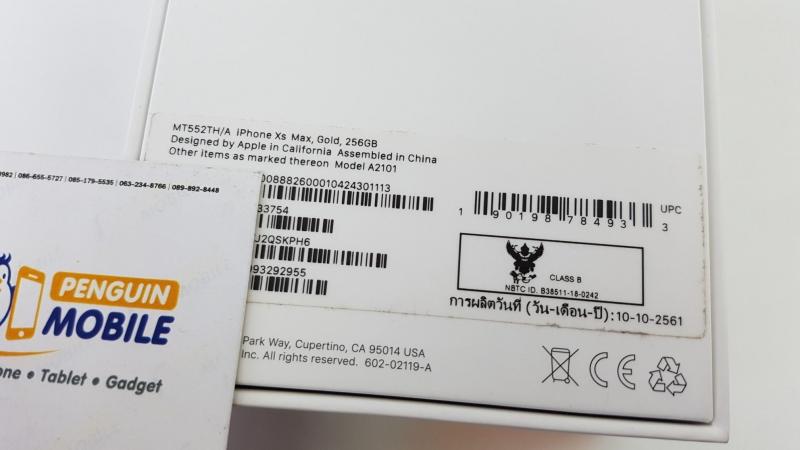 MT552TH/A iPhone Xs Max, Gold, 256GB
Designed by Apple in California Assembled in China
Other items as marked thereon Model A2101
3982 | 086-655-5727 | 085-179-5535 | 063-234-8766 | 089-892-8448
008882600010424301113
33754
J2QSKPH6
93292955
1 90198 78493 3
UPC
CLASS B
NBTC ID. B38511-18-0242
การผลิตวันที่ (วัน-เดือน-ปี):10-10-2561
PENGUIN
MOBILE
one • Tablet • Gadget
Park Way, Cupertino, CA 95014 USA
Inc. All rights reserved. 602-02119-A
CE